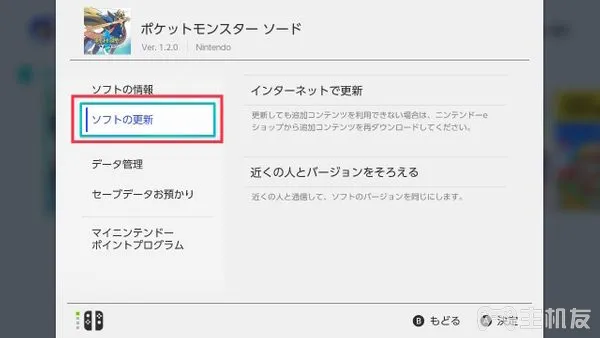 ポケットモンスター ソード
Ver. 1.2.0 | Nintendo
ソフトの情報
ソフトの更新
データ管理
セーブデータお預かり
マイニンテンドー
ポイントプログラム
インターネットで更新
更新しても追加コンテンツを利用できない場合は、ニンテンドーe
ショップから追加コンテンツを再ダウンロードしてください。
近くの人とバージョンをそろえる
近くの人と通信して、ソフトのバージョンを同じにします。
B もどる
A 決定
主机友